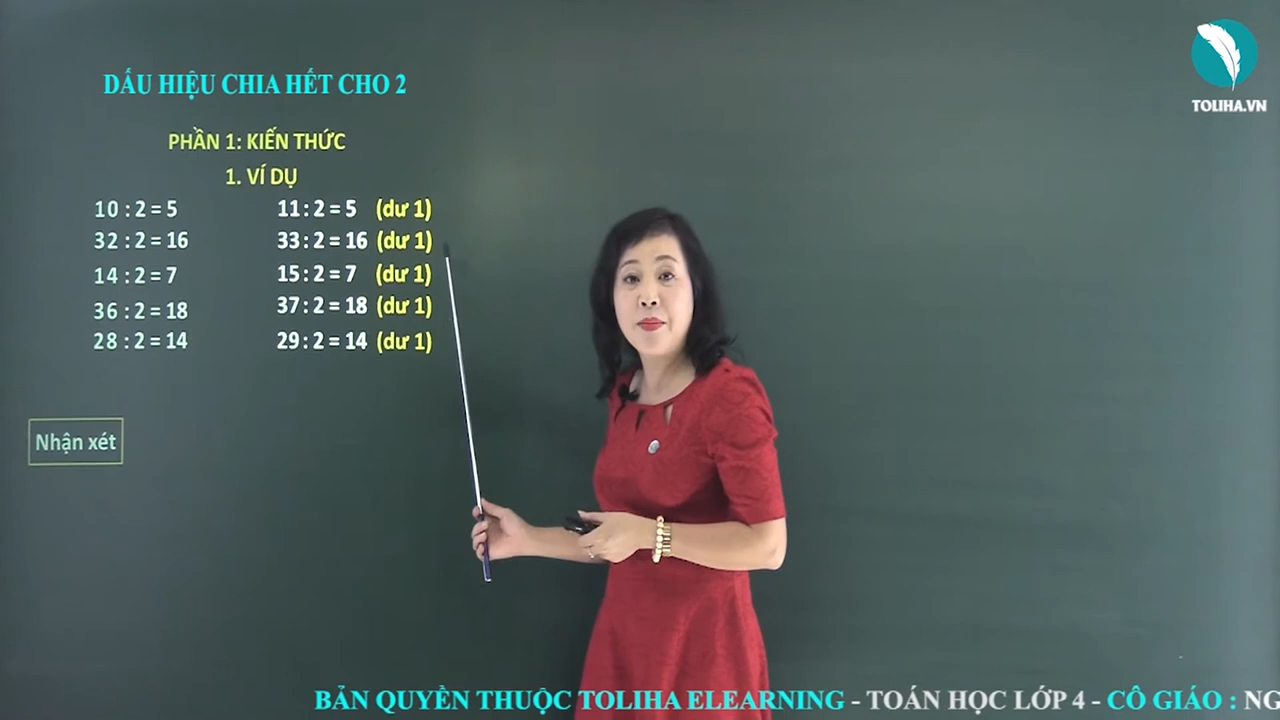 TOLIHA.VN
DẤU HIỆU CHIA HẾT CHO 2
PHẦN 1: KIẾN THỨC
1. VÍ DỤ
10 : 2 = 5 11 : 2 = 5 (dư 1)
32 : 2 = 16 33 : 2 = 16 (dư 1)
14 : 2 = 7 15 : 2 = 7 (dư 1)
36 : 2 = 18 37 : 2 = 18 (dư 1)
28 : 2 = 14 29 : 2 = 14 (dư 1)
Nhận xét
BẢN QUYỀN THUỘC TOLIHA ELEARNING - TOÁN HỌC LỚP 4 - CÔ GIÁO : NG